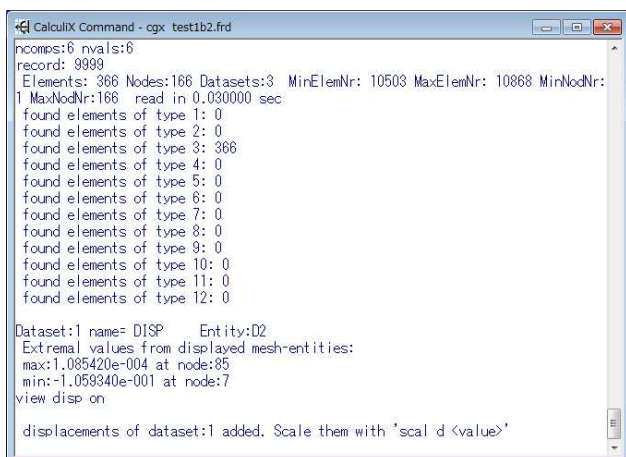 CalculiX Command - cgx test1b2.frd
ncomps:6 nvals:6
record: 9999
Elements: 366 Nodes:166 Datasets:3 MinElemNr: 10503 MaxElemNr: 10868 MinNodNr:
1 MaxNodNr:166 read in 0.030000 sec
found elements of type 1: 0
found elements of type 2: 0
found elements of type 3: 366
found elements of type 4: 0
found elements of type 5: 0
found elements of type 6: 0
found elements of type 7: 0
found elements of type 8: 0
found elements of type 9: 0
found elements of type 10: 0
found elements of type 11: 0
found elements of type 12: 0
Dataset:1 name= DISP Entity:D2
Extremal values from displayed mesh-entities:
max:1.085420e-004 at node:85
min:-1.059340e-001 at node:7
view disp on
displacements of dataset:1 added. Scale them with 'scal d <value>'